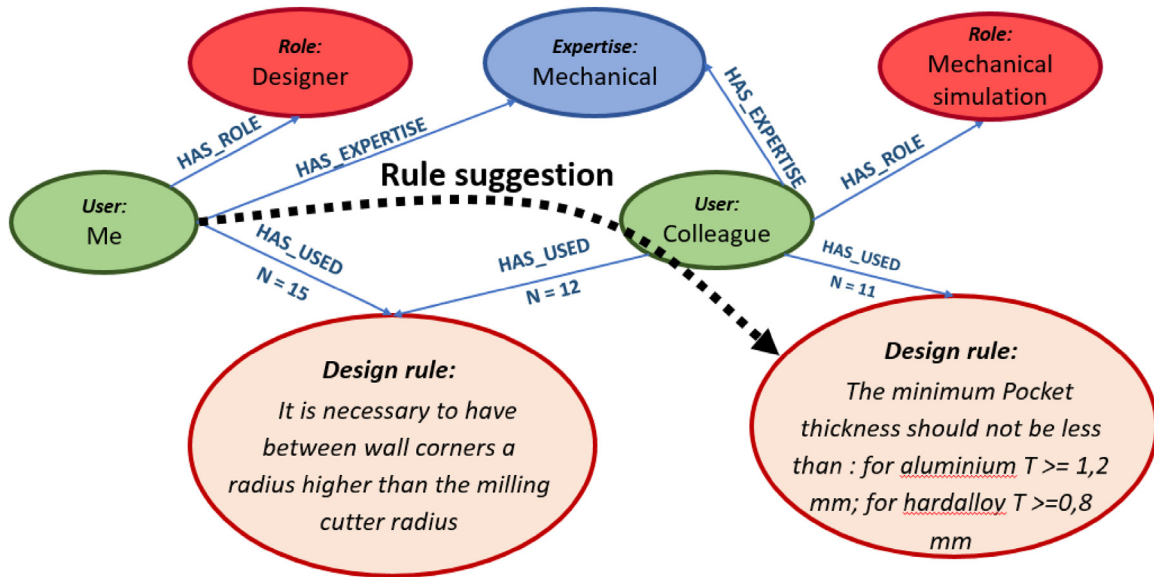 Role:
Designer
Expertise:
Mechanical
Role:
Mechanical
simulation
HAS_ROLE
HAS_EXPERTISE
HAS_EXPERTISE
HAS_ROLE
Rule suggestion
User:
Me
User:
Colleague
HAS_USED
N = 15
HAS_USED
N = 12
HAS_USED
N = 11
Design rule:
It is necessary to have
between wall corners a
radius higher than the milling
cutter radius
Design rule:
The minimum Pocket
thickness should not be less
than : for aluminium T >= 1,2
mm; for hardalloy T >=0,8
mm